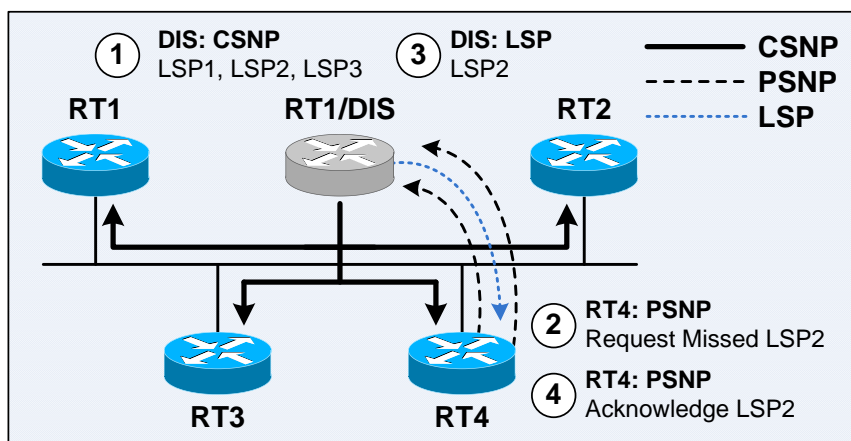 1
DIS: CSNP
LSP1, LSP2, LSP3
3
DIS: LSP
LSP2
CSNP
PSNP
LSP
RT1
RT1/DIS
RT2
2
RT4: PSNP
Request Missed LSP2
4
RT4: PSNP
Acknowledge LSP2
RT3
RT4